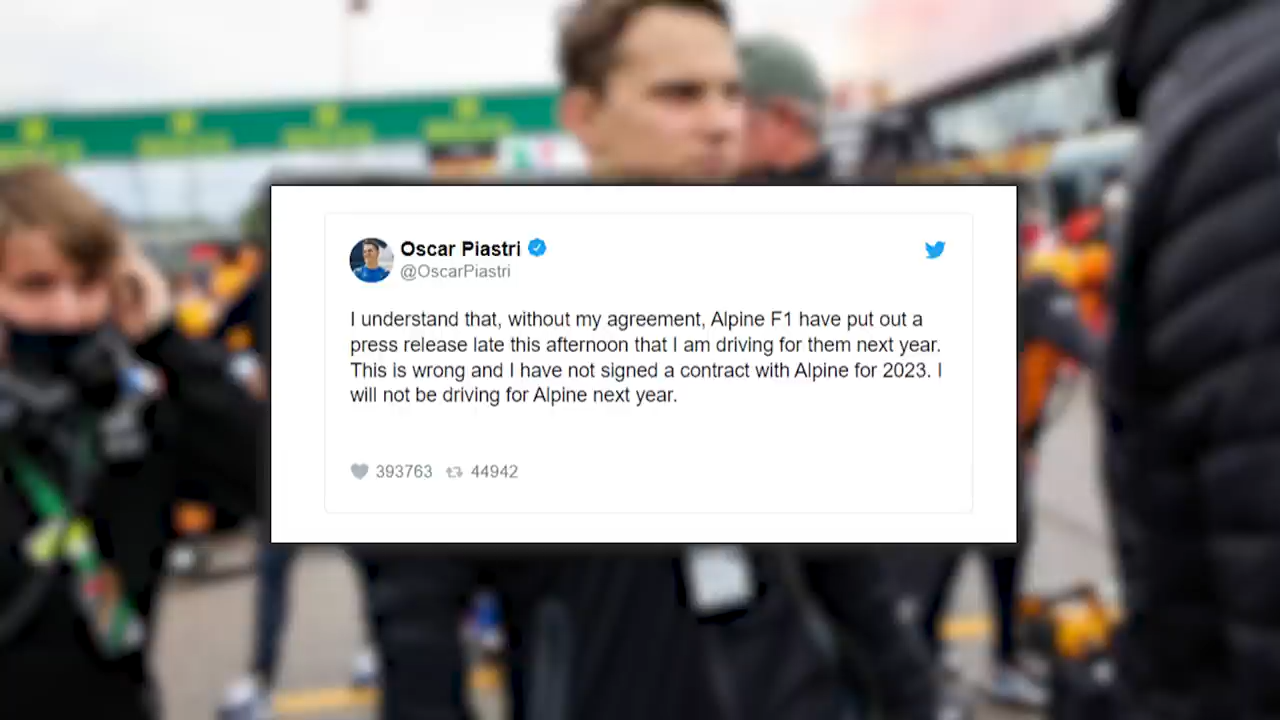 Oscar Piastri
@OscarPiastri
I understand that, without my agreement, Alpine F1 have put out a
press release late this afternoon that I am driving for them next year.
This is wrong and I have not signed a contract with Alpine for 2023. I
will not be driving for Alpine next year.
393763 44942